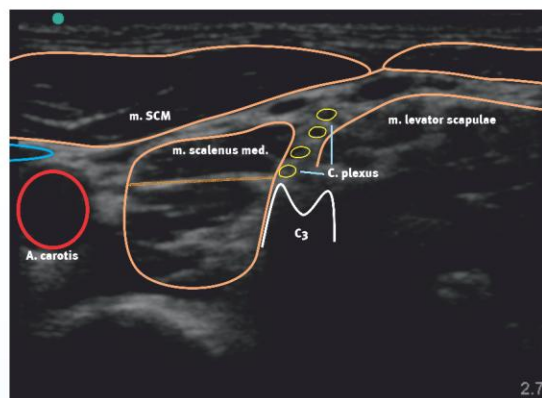 m. SCM
m. scalenus med.
m. levator scapulae
C. plexus
A. carotis
C3
2.7